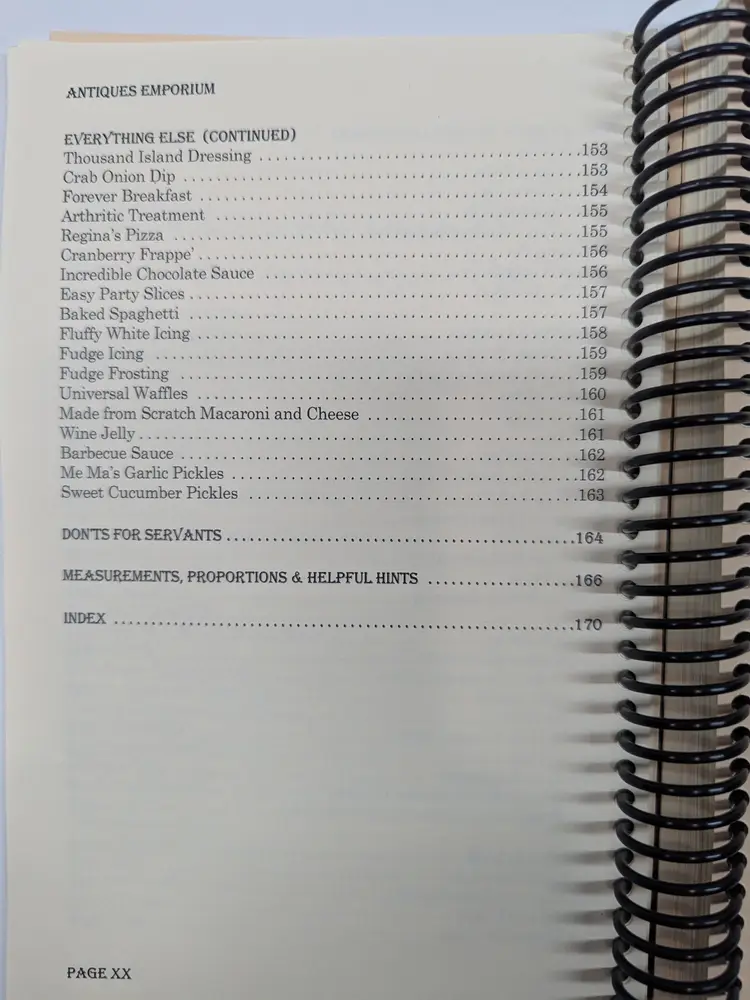 ANTIQUES EMPORIUM
EVERYTHING ELSE (CONTINUED)
Thousand Island Dressing ........................................153
Crab Onion Dip ........................................153
Forever Breakfast ........................................154
Arthritic Treatment ........................................155
Regina's Pizza ........................................155
Cranberry Frappe' ........................................156
Incredible Chocolate Sauce ........................................156
Easy Party Slices ........................................157
Baked Spaghetti ........................................157
Fluffy White Icing ........................................158
Fudge Icing ........................................159
Fudge Frosting ........................................159
Universal Waffles ........................................160
Made from Scratch Macaroni and Cheese ........................161
Wine Jelly ........................................161
Barbecue Sauce ........................................162
Me Ma's Garlic Pickles ........................................162
Sweet Cucumber Pickles ........................................163
DON'TS FOR SERVANTS ........................................164
MEASUREMENTS, PROPORTIONS & HELPFUL HINTS ..................166
INDEX ........................................170
PAGE XX